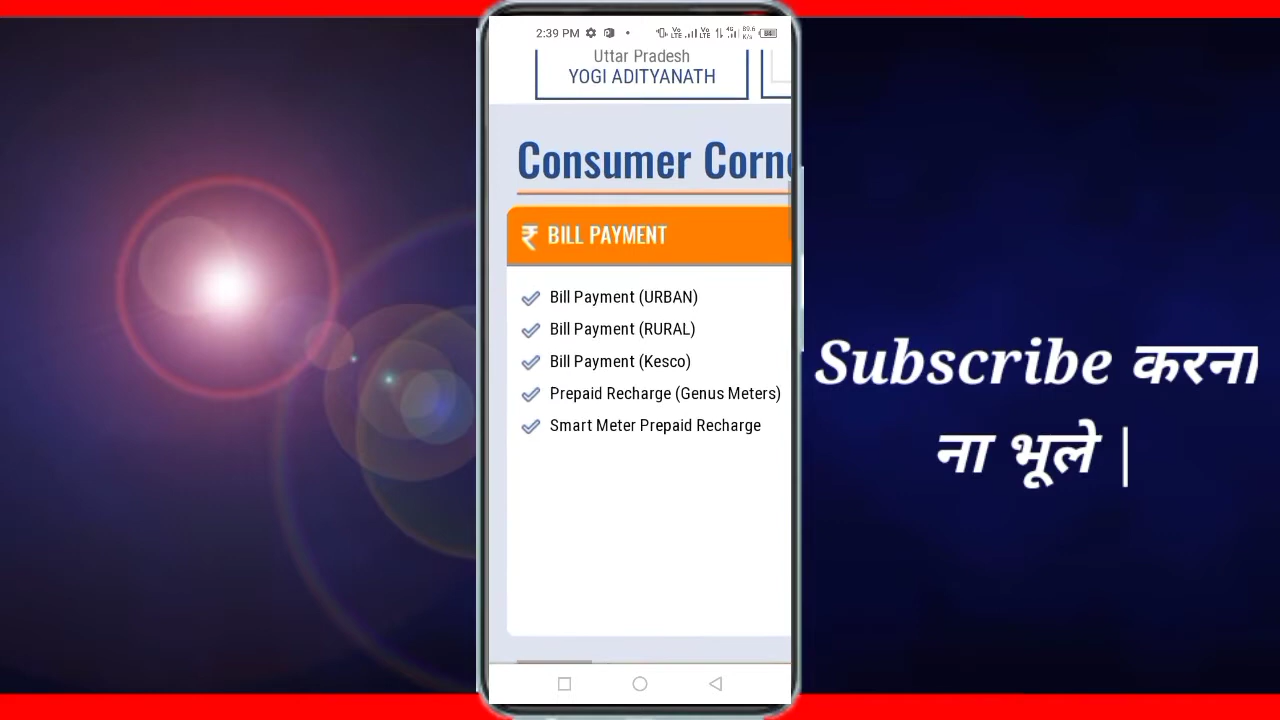 2:39 PM
Uttar Pradesh
YOGI ADITYANATH
Consumer Corne
₹ BILL PAYMENT
Bill Payment (URBAN)
Bill Payment (RURAL)
Bill Payment (Kesco)
Prepaid Recharge (Genus Meters)
Smart Meter Prepaid Recharge
Subscribe करना
ना भूले |